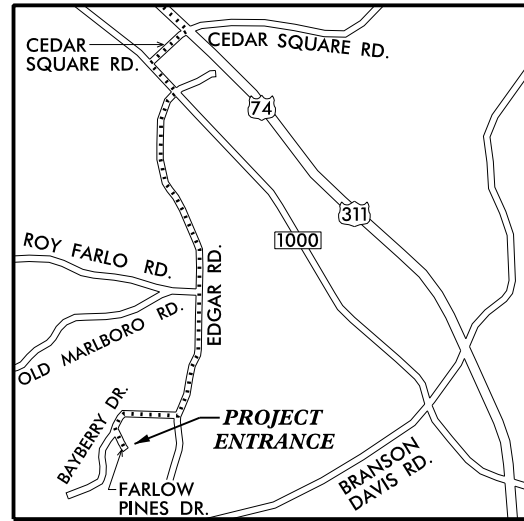 CEDAR
SQUARE RD.
CEDAR SQUARE RD.
74
311
1000
ROY FARLO RD.
OLD MARLBORO RD.
EDGAR RD.
BAYBERRY DR.
PROJECT
ENTRANCE
FARLOW
PINES DR.
BRANSON
DAVIS RD.